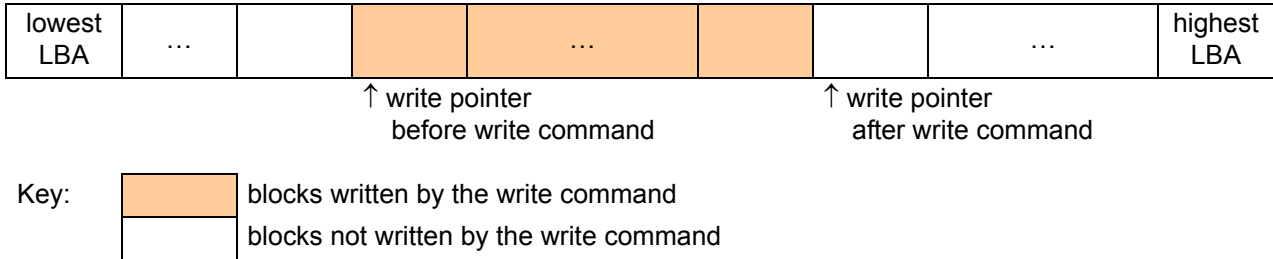 lowest LBA … … … highest LBA
↑ write pointer before write command ↑ write pointer after write command
Key: blocks written by the write command
blocks not written by the write command